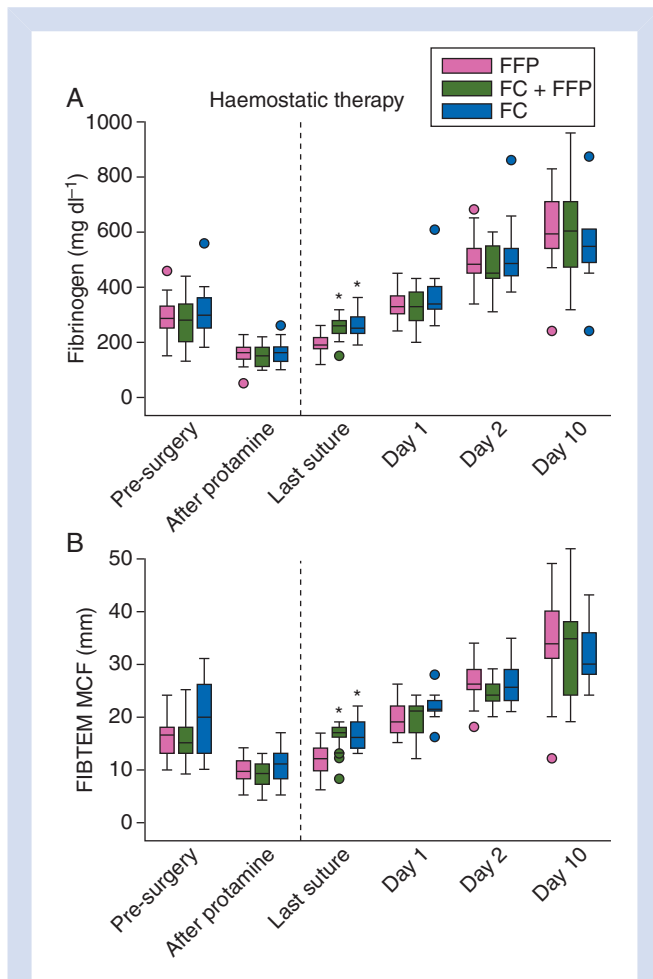 FFP
FC + FFP
FC
A
Haemostatic therapy
Fibrinogen (mg dl⁻¹)
1000
800
600
400
200
0
* *
Pre-surgery
After protamine
Last suture
Day 1
Day 2
Day 10
B
FIBTEM MCF (mm)
50
40
30
20
10
0
* *
Pre-surgery
After protamine
Last suture
Day 1
Day 2
Day 10